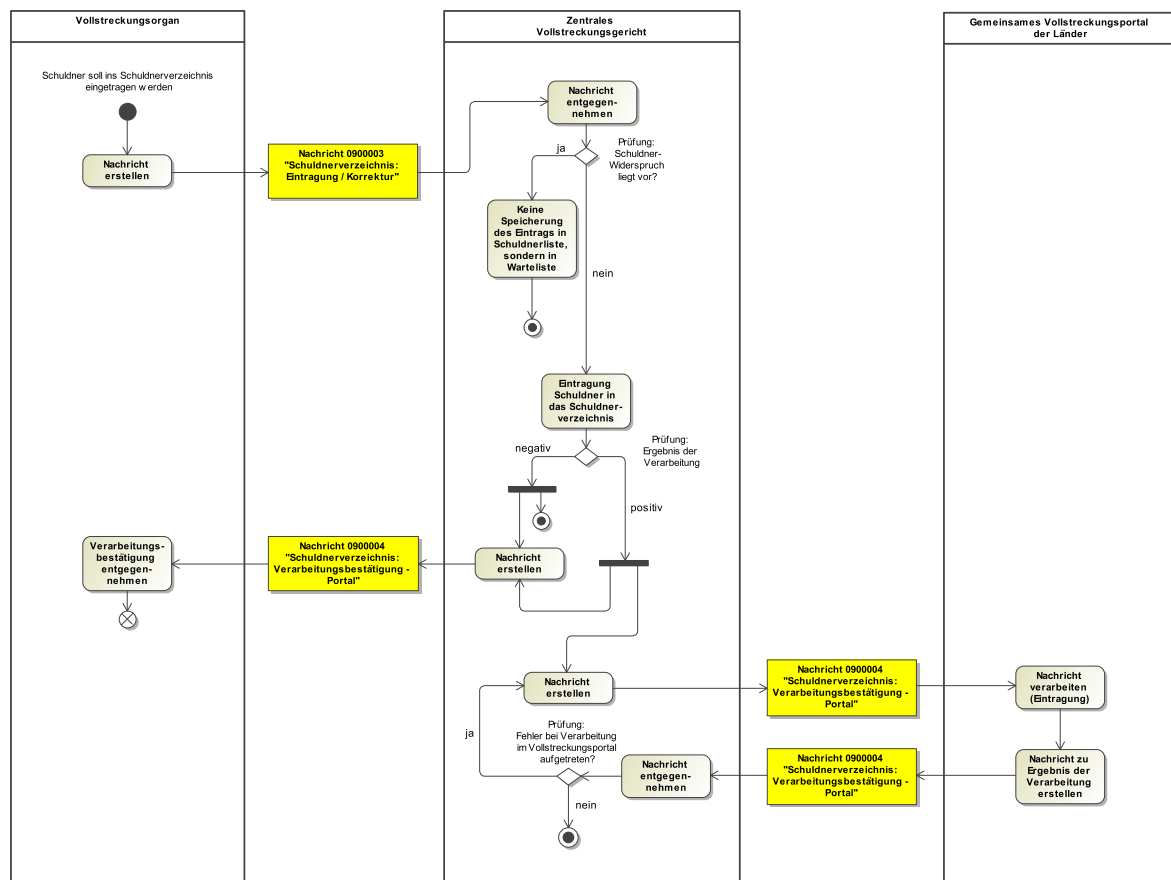 Vollstreckungsorgan
Zentrales
Vollstreckungsgericht
Gemeinsames Vollstreckungsportal
der Länder
Schuldner soll ins Schuldnerverzeichnis
eingetragen werden
Nachricht
erstellen
Nachricht 0900003
"Schuldnerverzeichnis:
Eintragung / Korrektur"
Nachricht
entgegen-
nehmen
Prüfung:
Schuldner-
Widerspruch
liegt vor?
ja
Keine
Speicherung
des Eintrags in
Schuldnerliste,
sondern in
Warteliste
nein
Eintragung
Schuldner in
das Schuldner-
verzeichnis
Prüfung:
Ergebnis der
Verarbeitung
negativ
positiv
Nachricht
erstellen
Nachricht 0900004
"Schuldnerverzeichnis:
Verarbeitungsbestätigung -
Portal"
Verarbeitungs-
bestätigung
entgegen-
nehmen
Nachricht
erstellen
Nachricht 0900004
"Schuldnerverzeichnis:
Verarbeitungsbestätigung -
Portal"
Nachricht
verarbeiten
(Eintragung)
Nachricht zu
Ergebnis der
Verarbeitung
erstellen
Nachricht 0900004
"Schuldnerverzeichnis:
Verarbeitungsbestätigung -
Portal"
Nachricht
entgegen-
nehmen
Prüfung:
Fehler bei Verarbeitung
im Vollstreckungsportal
aufgetreten?
ja
nein